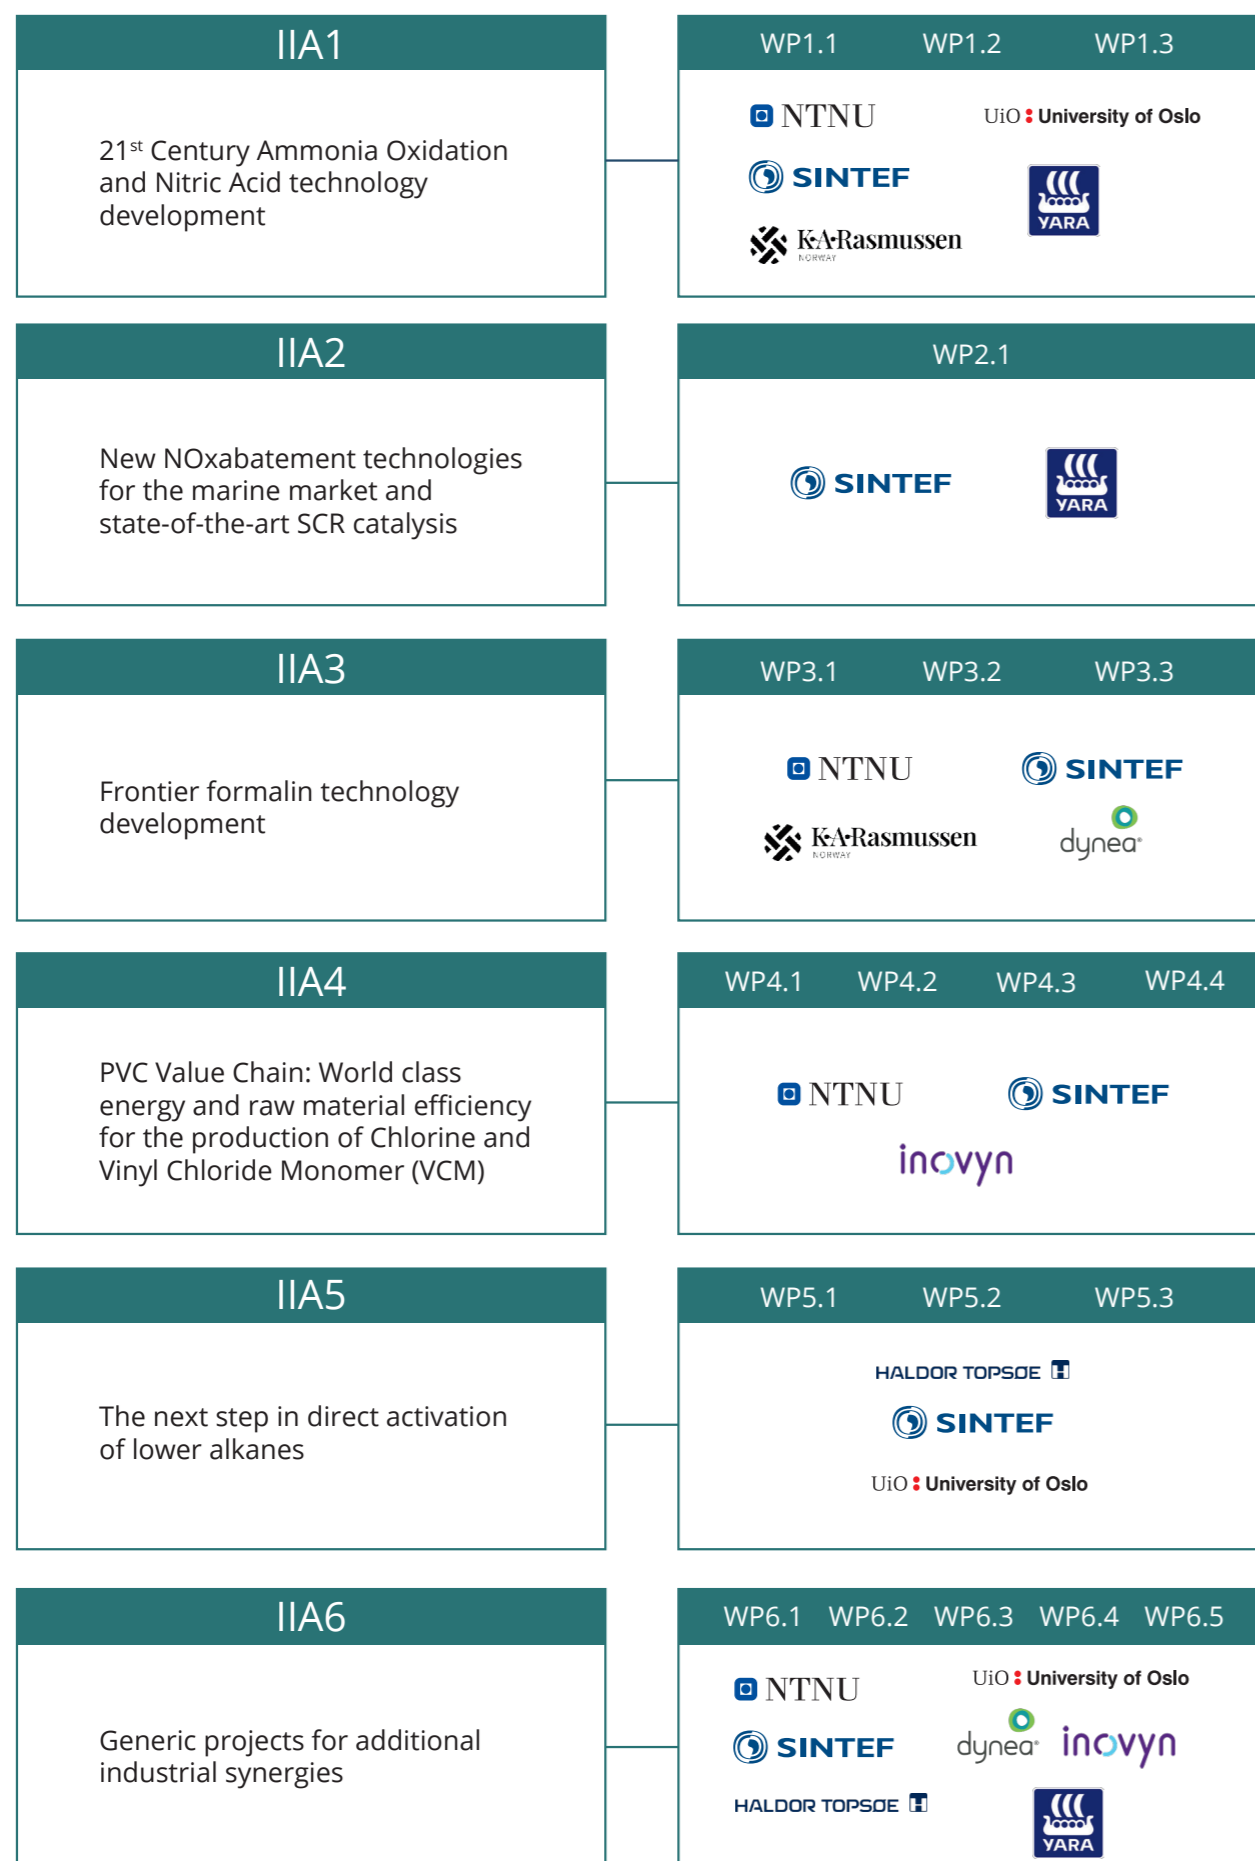 IIA1
WP1.1 WP1.2 WP1.3
21st Century Ammonia Oxidation
and Nitric Acid technology
development
NTNU
UiO : University of Oslo
SINTEF
YARA
K·A·Rasmussen
NORWAY
IIA2
WP2.1
New NOxabatement technologies
for the marine market and
state-of-the-art SCR catalysis
SINTEF
YARA
IIA3
WP3.1 WP3.2 WP3.3
Frontier formalin technology
development
NTNU
SINTEF
K·A·Rasmussen
NORWAY
dynea®
IIA4
WP4.1 WP4.2 WP4.3 WP4.4
PVC Value Chain: World class
energy and raw material efficiency
for the production of Chlorine and
Vinyl Chloride Monomer (VCM)
NTNU
SINTEF
inovyn
IIA5
WP5.1 WP5.2 WP5.3
The next step in direct activation
of lower alkanes
HALDOR TOPSØE
SINTEF
UiO : University of Oslo
IIA6
WP6.1 WP6.2 WP6.3 WP6.4 WP6.5
Generic projects for additional
industrial synergies
NTNU
UiO : University of Oslo
SINTEF
dynea®
inovyn
HALDOR TOPSØE
YARA